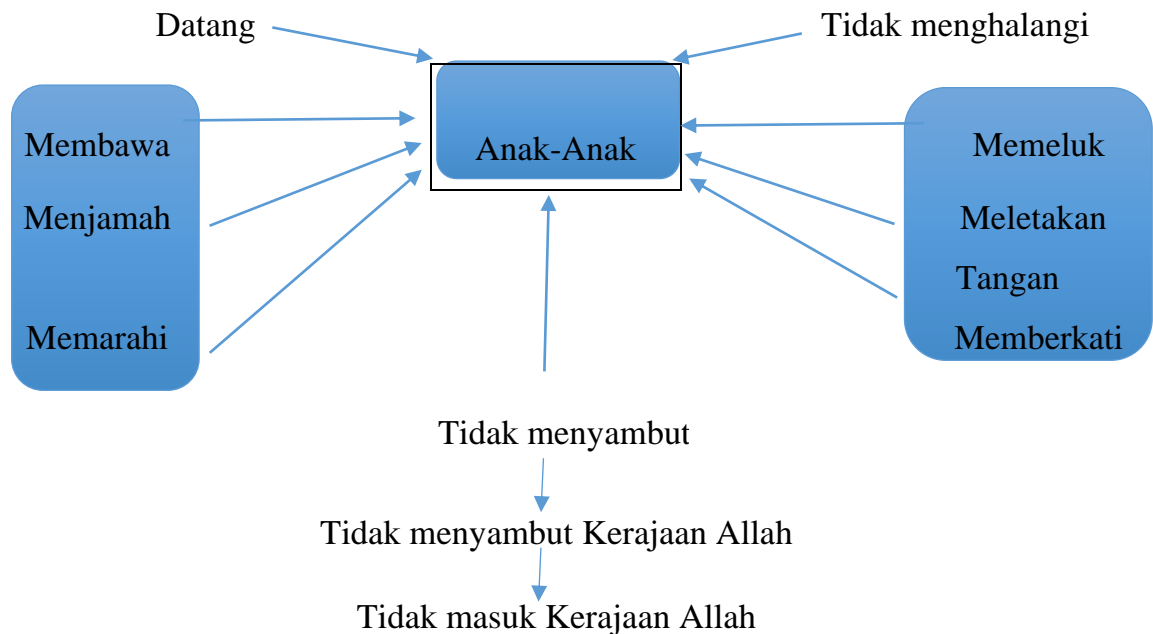 Datang
Tidak menghalangi
Membawa
Menjamah
Memarahi
Anak-Anak
Memeluk
Meletakan
Tangan
Memberkati
Tidak menyambut
Tidak menyambut Kerajaan Allah
Tidak masuk Kerajaan Allah